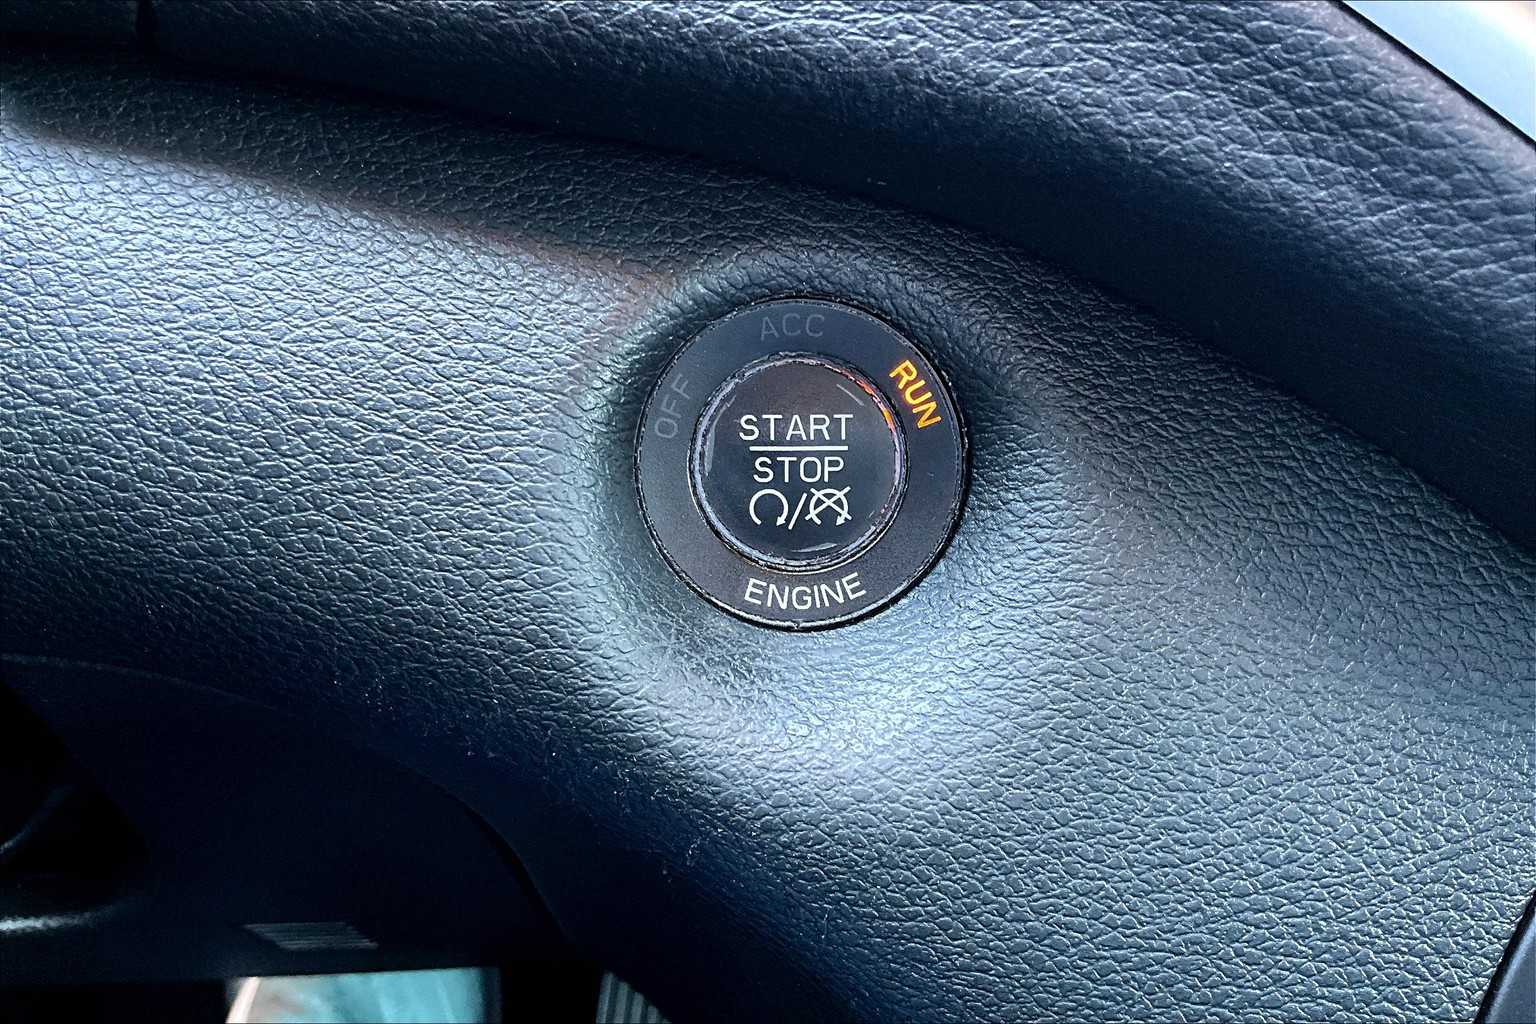 ACC
OFF
RUN
START
STOP
ENGINE